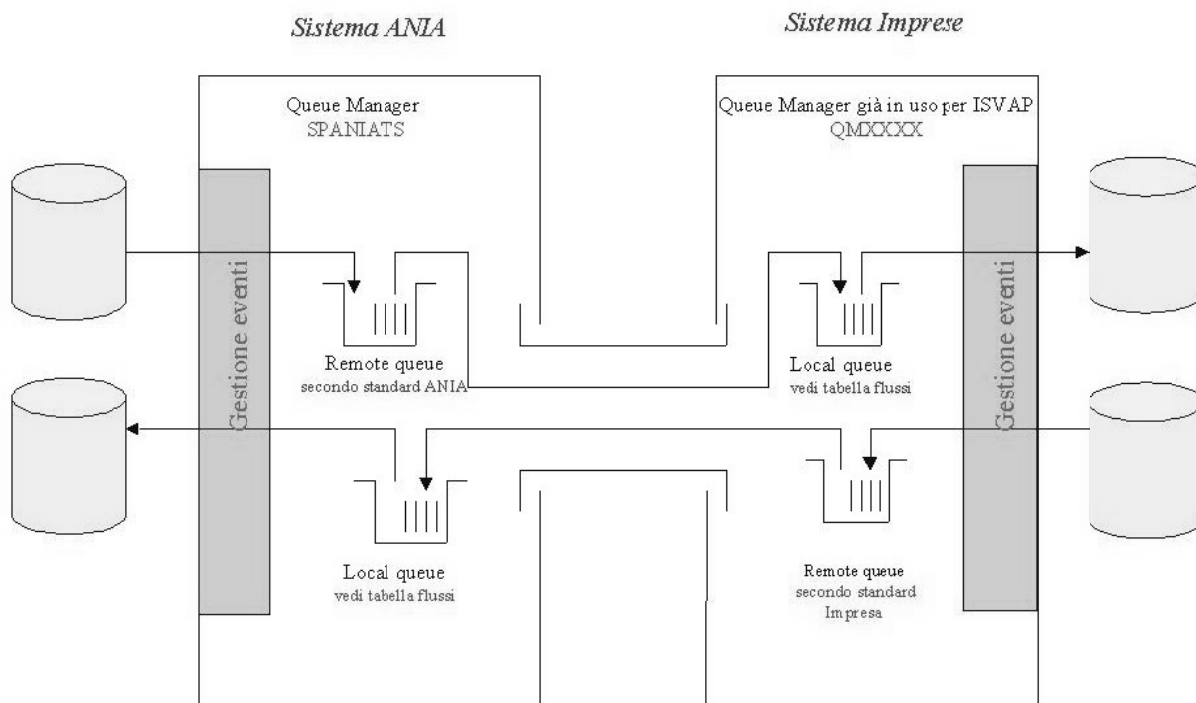 Sistema ANIA
Sistema Imprese
Queue Manager
SPANIATS
Queue Manager già in uso per ISVAP
QMXXXX
Gestione eventi
Gestione eventi
Remote queue
secondo standard ANIA
Local queue
vedi tabella flussi
Local queue
vedi tabella flussi
Remote queue
secondo standard
Impresa